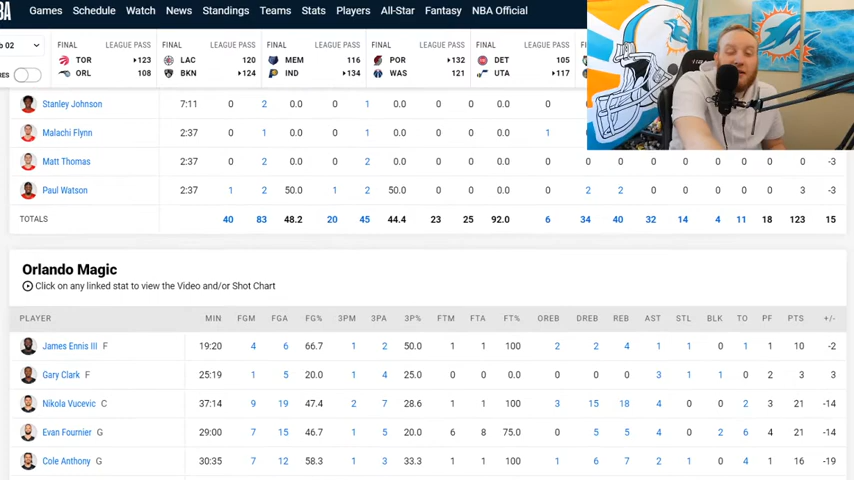 BA Games Schedule Watch News Standings Teams Stats Players All-Star Fantasy NBA Official
b 02 FINAL LEAGUE PASS FINAL LEAGUE PASS FINAL LEAGUE PASS FINAL LEAGUE PASS FINAL LEAGUE PASS FINAL
TOR 123 LAC 120 MEM 116 POR 132 DET 105
RES ORL 108 BKN 124 IND 134 WAS 121 UTA 117
Stanley Johnson 7:11 0 2 0.0 0 1 0.0 0 0 0.0 0
Malachi Flynn 2:37 0 1 0.0 0 1 0.0 0 0 0.0 1
Matt Thomas 2:37 0 2 0.0 0 2 0.0 0 0 0.0 0 0 0 0 0 0 0 0 0 -3
Paul Watson 2:37 1 2 50.0 1 2 50.0 0 0 0.0 0 2 2 0 0 0 0 0 3 -3
TOTALS 40 83 48.2 20 45 44.4 23 25 92.0 6 34 40 32 14 4 11 18 123 15
Orlando Magic
Click on any linked stat to view the Video and/or Shot Chart
PLAYER MIN FGM FGA FG% 3PM 3PA 3P% FTM FTA FT% OREB DREB REB AST STL BLK TO PF PTS +/-
James Ennis III F 19:20 4 6 66.7 1 2 50.0 1 1 100 2 2 4 1 1 0 1 1 10 -2
Gary Clark F 25:19 1 5 20.0 1 4 25.0 0 0 0.0 0 0 0 3 1 1 0 2 3 3
Nikola Vucevic C 37:14 9 19 47.4 2 7 28.6 1 1 100 3 15 18 4 0 0 2 3 21 -14
Evan Fournier G 29:00 7 15 46.7 1 5 20.0 6 8 75.0 0 5 5 4 0 2 6 4 21 -14
Cole Anthony G 30:35 7 12 58.3 1 3 33.3 1 1 100 1 6 7 2 1 0 4 1 16 -19